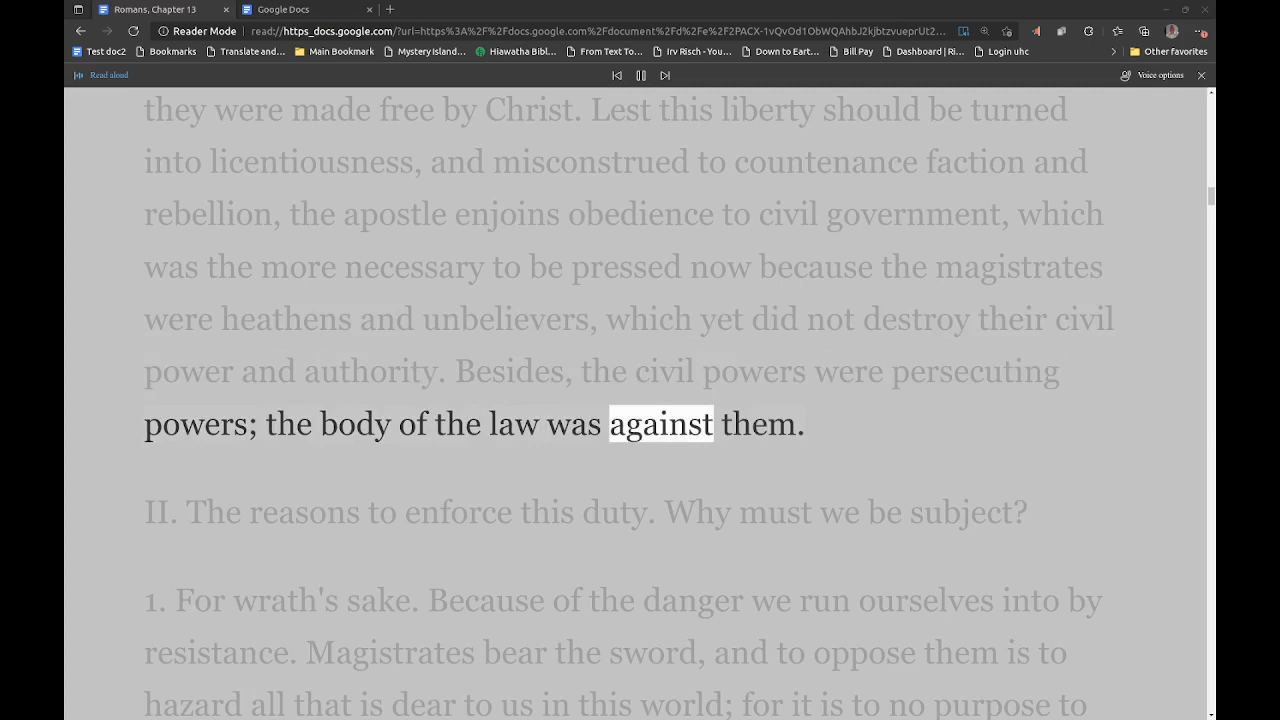 Romans, Chapter 13
Google Docs
Reader Mode
read://https_docs.google.com/?url=https%3A%2F%2Fdocs.google.com%2Fdocument%2Fd%2Fe%2F2PACX-1vQvOd1ObWQAhbJ2kjbtzvueprUt2...
Test doc2
Bookmarks
Translate and...
Main Bookmark
Mystery Island...
Hiawatha Bibl...
From Text To...
Irv Risch - You...
Down to Eart...
Bill Pay
Dashboard | Ri...
Login uhc
Other favorites
Read aloud
Voice options
they were made free by Christ. Lest this liberty should be turned
into licentiousness, and misconstrued to countenance faction and
rebellion, the apostle enjoins obedience to civil government, which
was the more necessary to be pressed now because the magistrates
were heathens and unbelievers, which yet did not destroy their civil
power and authority. Besides, the civil powers were persecuting
powers; the body of the law was against them.
II. The reasons to enforce this duty. Why must we be subject?
1. For wrath's sake. Because of the danger we run ourselves into by
resistance. Magistrates bear the sword, and to oppose them is to
hazard all that is dear to us in this world; for it is to no purpose to